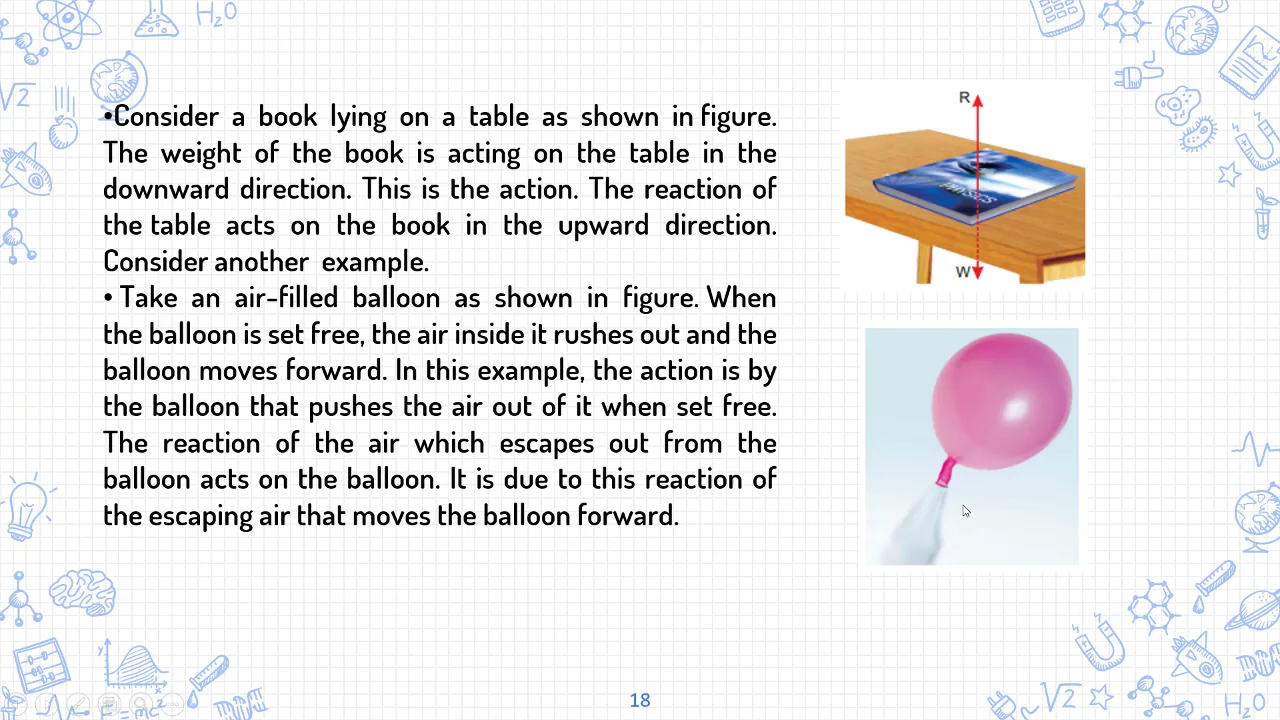 H₂O
√2
•Consider a book lying on a table as shown in figure.
The weight of the book is acting on the table in the
downward direction. This is the action. The reaction of
the table acts on the book in the upward direction.
Consider another example.
• Take an air-filled balloon as shown in figure. When
the balloon is set free, the air inside it rushes out and the
balloon moves forward. In this example, the action is by
the balloon that pushes the air out of it when set free.
The reaction of the air which escapes out from the
balloon acts on the balloon. It is due to this reaction of
the escaping air that moves the balloon forward.
R
PHYSICS
W
y
x
E=mc²
18
√2
H₂O